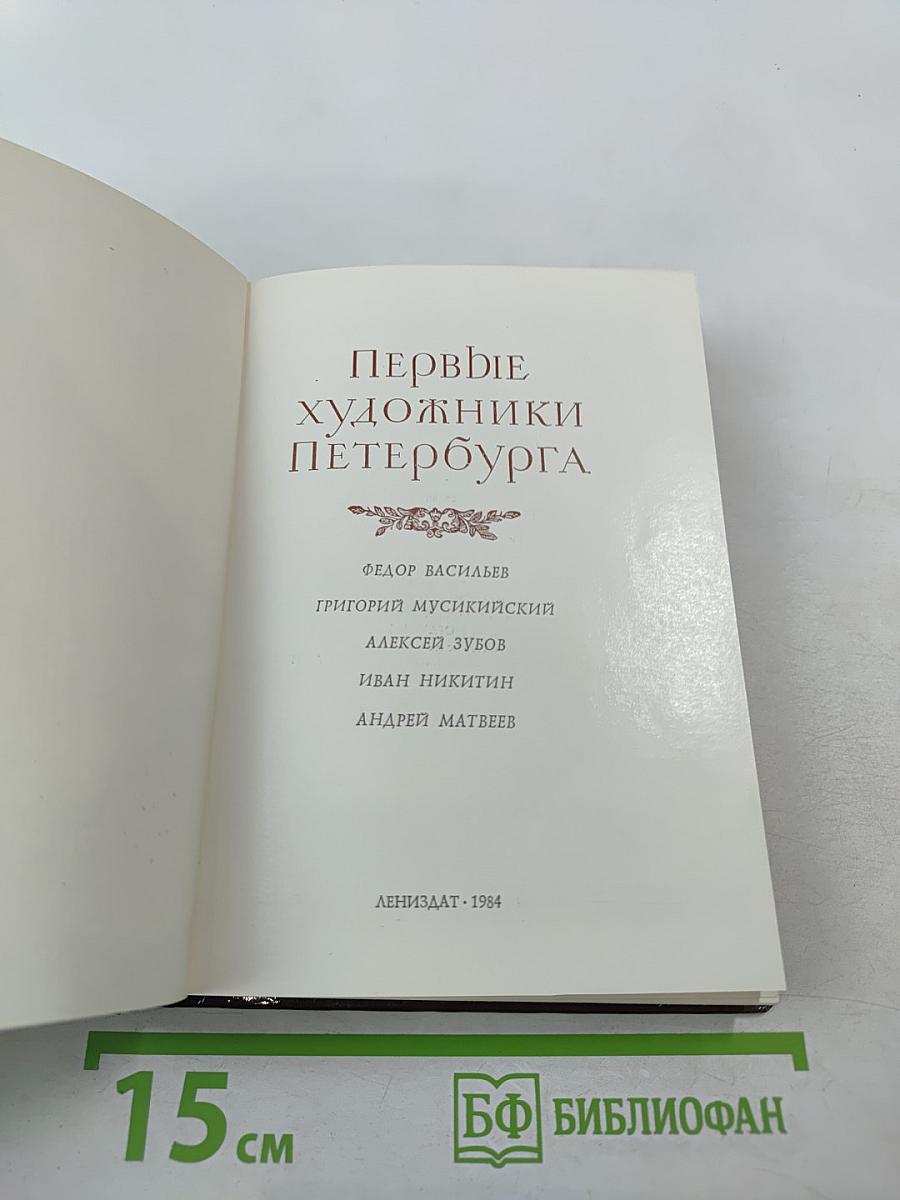 Первые
художники
Петербурга
ФЕДОР ВАСИЛЬЕВ
ГРИГОРИЙ МУСИКИЙСКИЙ
АЛЕКСЕЙ ЗУБОВ
ИВАН НИКИТИН
АНДРЕЙ МАТВЕЕВ
ЛЕНИЗДАТ • 1984
15 см
БФ БИБЛИОФАН